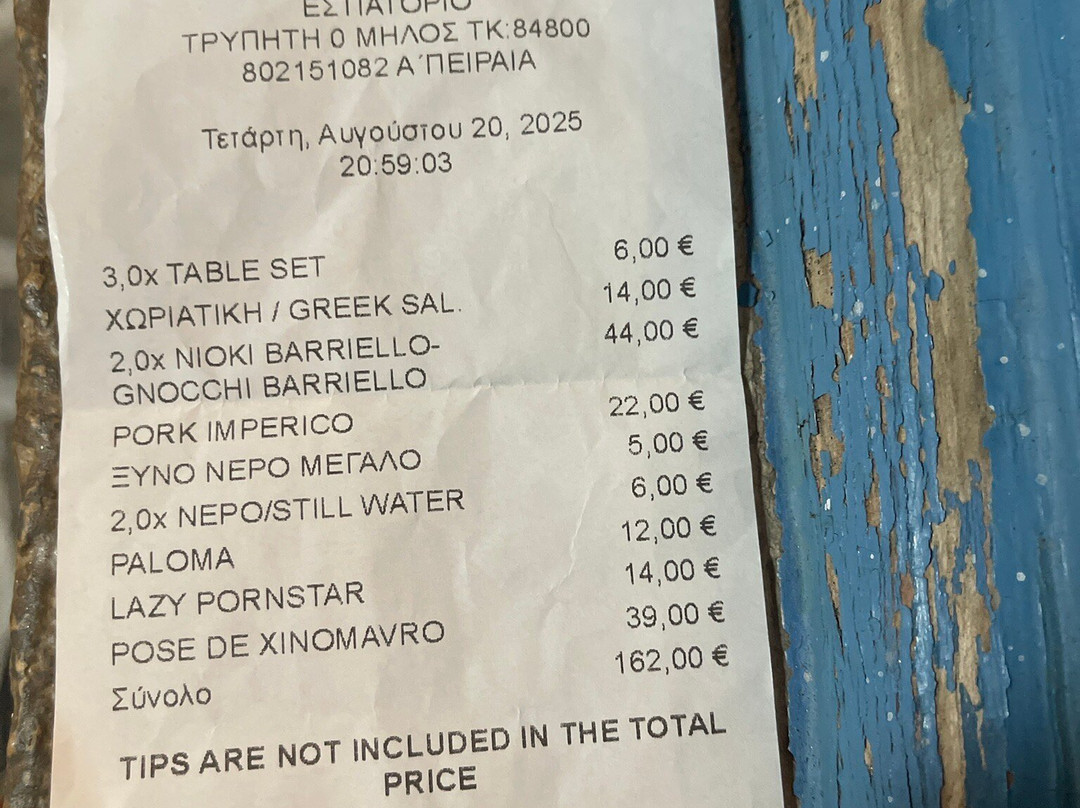 ΕΣΤΙΑΤΟΡΙΟ
ΤΡΥΠΗΤΗ 0 ΜΗΛΟΣ ΤΚ:84800
802151082 Α΄ΠΕΙΡΑΙΑ
Τετάρτη, Αυγούστου 20, 2025
20:59:03
3,0x TABLE SET 6,00 €
ΧΩΡΙΑΤΙΚΗ / GREEK SAL. 14,00 €
2,0x ΝΙΟΚΙ BARRIELLO- 44,00 €
GNOCCHI BARRIELLO
PORK IMPERICO 22,00 €
ΞΥΝΟ ΝΕΡΟ ΜΕΓΑΛΟ 5,00 €
2,0x ΝΕΡΟ/STILL WATER 6,00 €
PALOMA 12,00 €
LAZY PORNSTAR 14,00 €
POSE DE XINOMAVRO 39,00 €
Σύνολο 162,00 €
TIPS ARE NOT INCLUDED IN THE TOTAL
PRICE